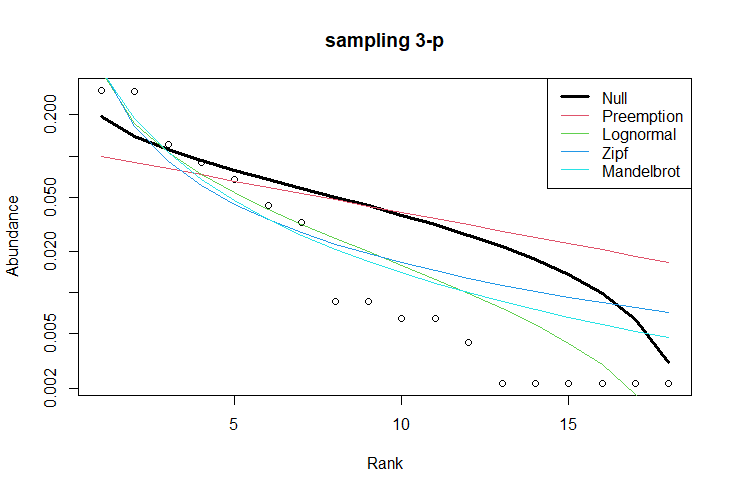 sampling 3-p
Null
Preemption
Lognormal
Zipf
Mandelbrot
Abundance
0.200
0.050
0.020
0.005
0.002
5
10
15
Rank